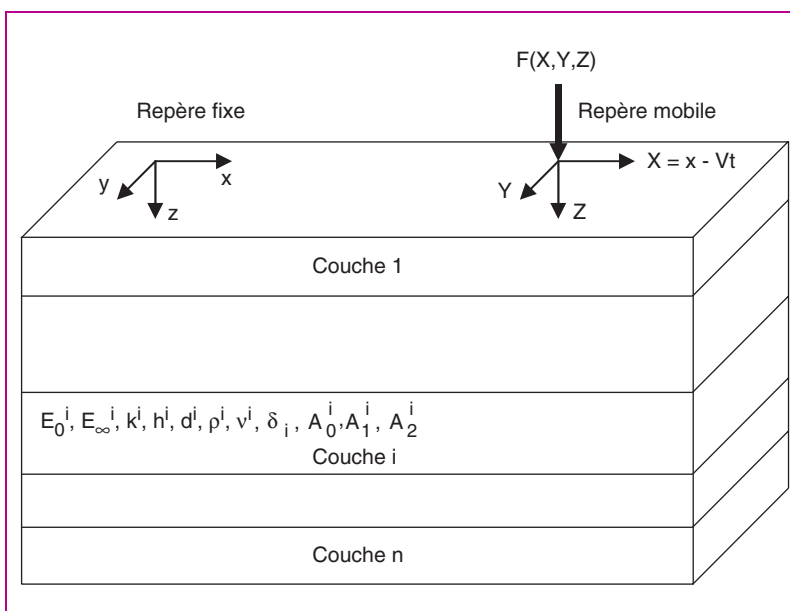 F(X,Y,Z)
Repère fixe
Repère mobile
y
x
z
X = x - Vt
Y
Z
Couche 1
E₀ⁱ, E∞ⁱ, kⁱ, hⁱ, dⁱ, ρⁱ, νⁱ, δᵢ, A₀ⁱ, A₁ⁱ, A₂ⁱ
Couche i
Couche n